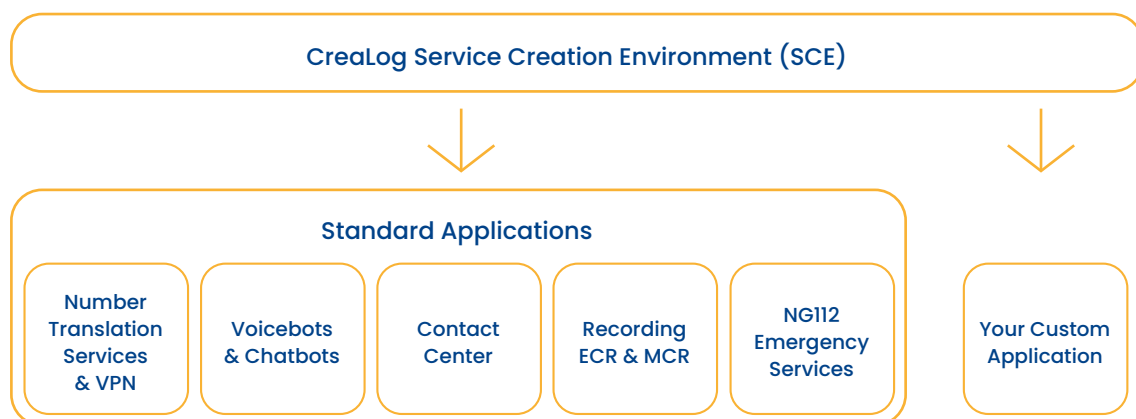 CreaLog Service Creation Environment (SCE)
Standard Applications
Number
Translation
Services
& VPN
Voicebots
& Chatbots
Contact
Center
Recording
ECR & MCR
NG112
Emergency
Services
Your Custom
Application